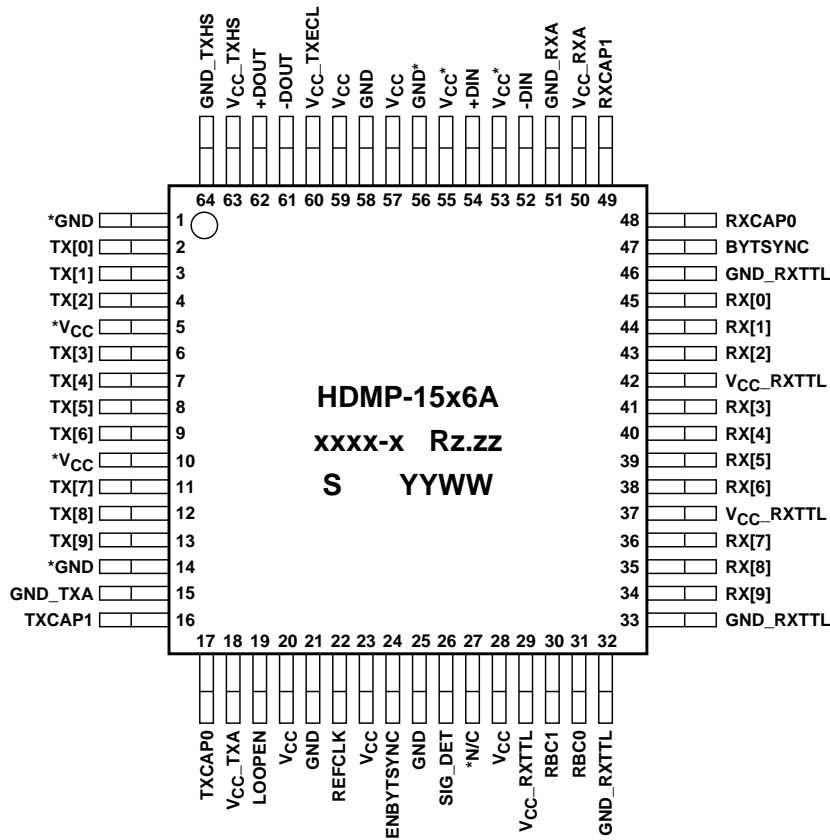 GND_TXHS
VCC_TXHS
+DOUT
-DOUT
VCC_TXECL
VCC
GND
VCC
GND*
VCC*
+DIN
VCC*
-DIN
GND_RXA
VCC_RXA
RXCAP1
64 63 62 61 60 59 58 57 56 55 54 53 52 51 50 49
*GND 1
TX[0] 2
TX[1] 3
TX[2] 4
*VCC 5
TX[3] 6
TX[4] 7
TX[5] 8
TX[6] 9
*VCC 10
TX[7] 11
TX[8] 12
TX[9] 13
*GND 14
GND_TXA 15
TXCAP1 16
HDMP-15x6A
xxxx-x Rz.zz
S YYWW
48 RXCAP0
47 BYTSYNC
46 GND_RXTTL
45 RX[0]
44 RX[1]
43 RX[2]
42 VCC_RXTTL
41 RX[3]
40 RX[4]
39 RX[5]
38 RX[6]
37 VCC_RXTTL
36 RX[7]
35 RX[8]
34 RX[9]
33 GND_RXTTL
17 18 19 20 21 22 23 24 25 26 27 28 29 30 31 32
TXCAP0
VCC_TXA
LOOPEN
VCC
GND
REFCLK
VCC
ENBYTSYNC
GND
SIG_DET
*N/C
VCC
VCC_RXTTL
RBC1
RBC0
GND_RXTTL